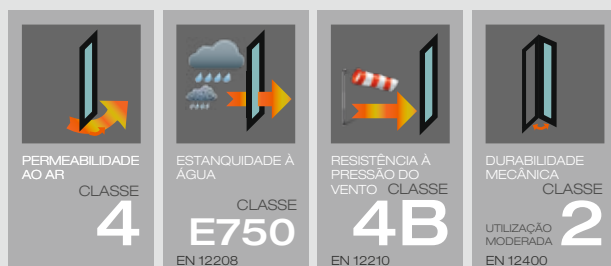 PERMEABILIDADE
AO AR
CLASSE
4
ESTANQUIDADE À
ÁGUA
CLASSE
E750
EN 12208
RESISTÊNCIA À
PRESSÃO DO
VENTO CLASSE
4B
EN 12210
DURABILIDADE
MECÂNICA
CLASSE
UTILIZAÇÃO
MODERADA 2
EN 12400